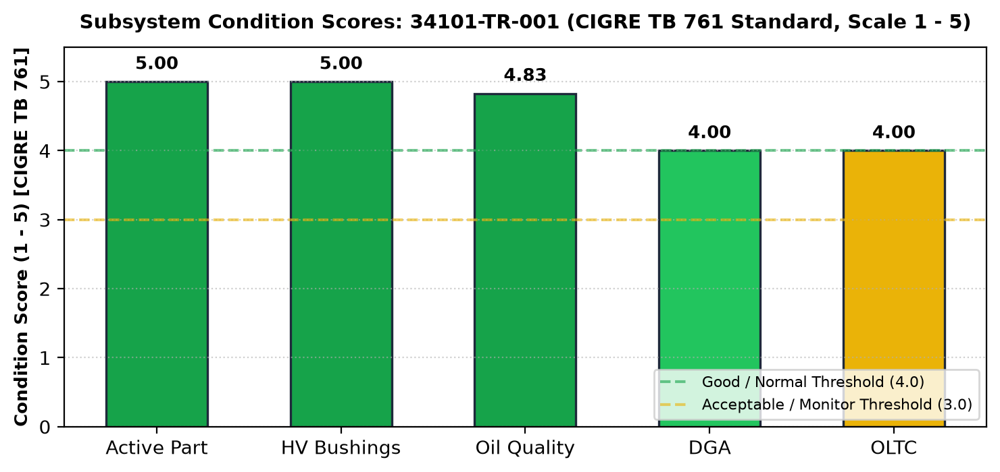 Subsystem Condition Scores: 34101-TR-001 (CIGRE TB 761 Standard, Scale 1 - 5)
Condition Score (1 - 5) [CIGRE TB 761]
5
4
3
2
1
0
5.00
5.00
4.83
4.00
4.00
Good / Normal Threshold (4.0)
Acceptable / Monitor Threshold (3.0)
Active Part
HV Bushings
Oil Quality
DGA
OLTC